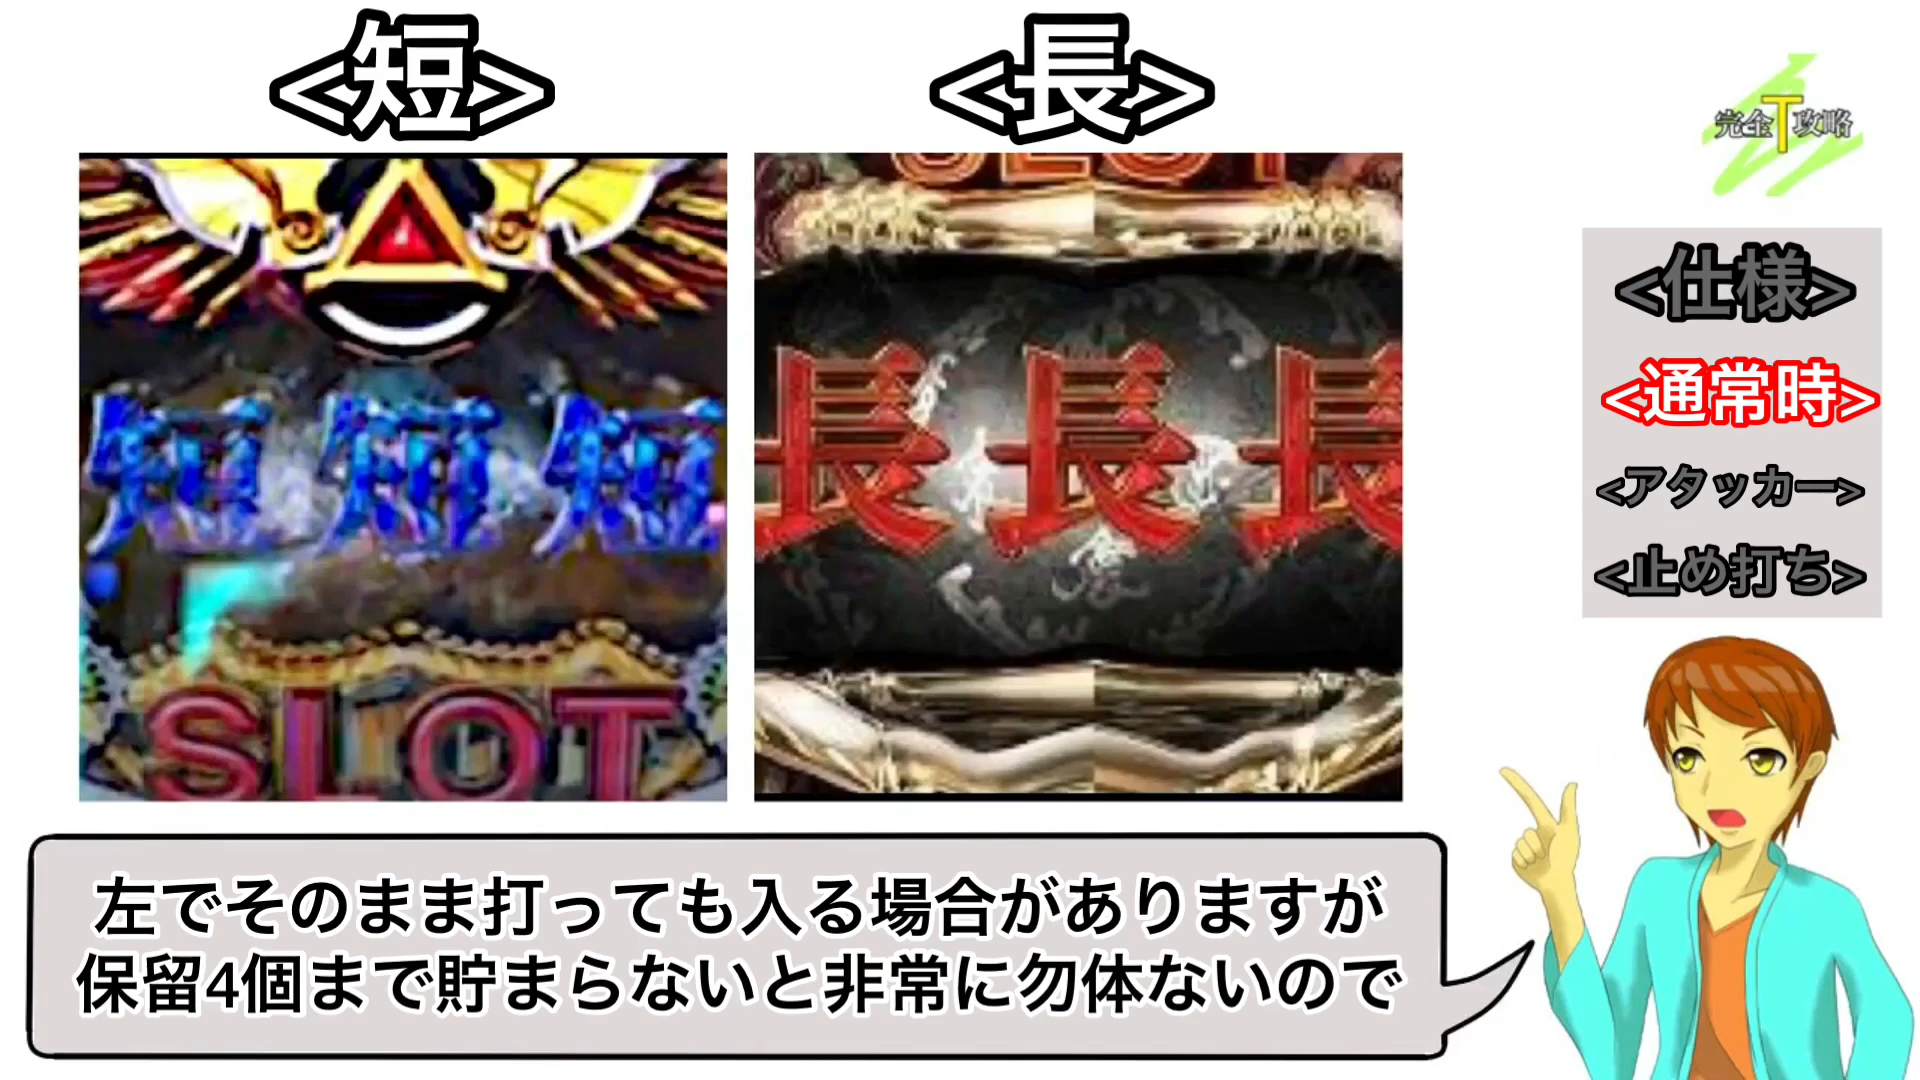 <短>
<長>
完全T攻略
短短短
SLOT
SLOT
長長長
<仕様>
<通常時>
<アタッカー>
<止め打ち>
左でそのまま打っても入る場合がありますが
保留4個まで貯まらないと非常に勿体ないので